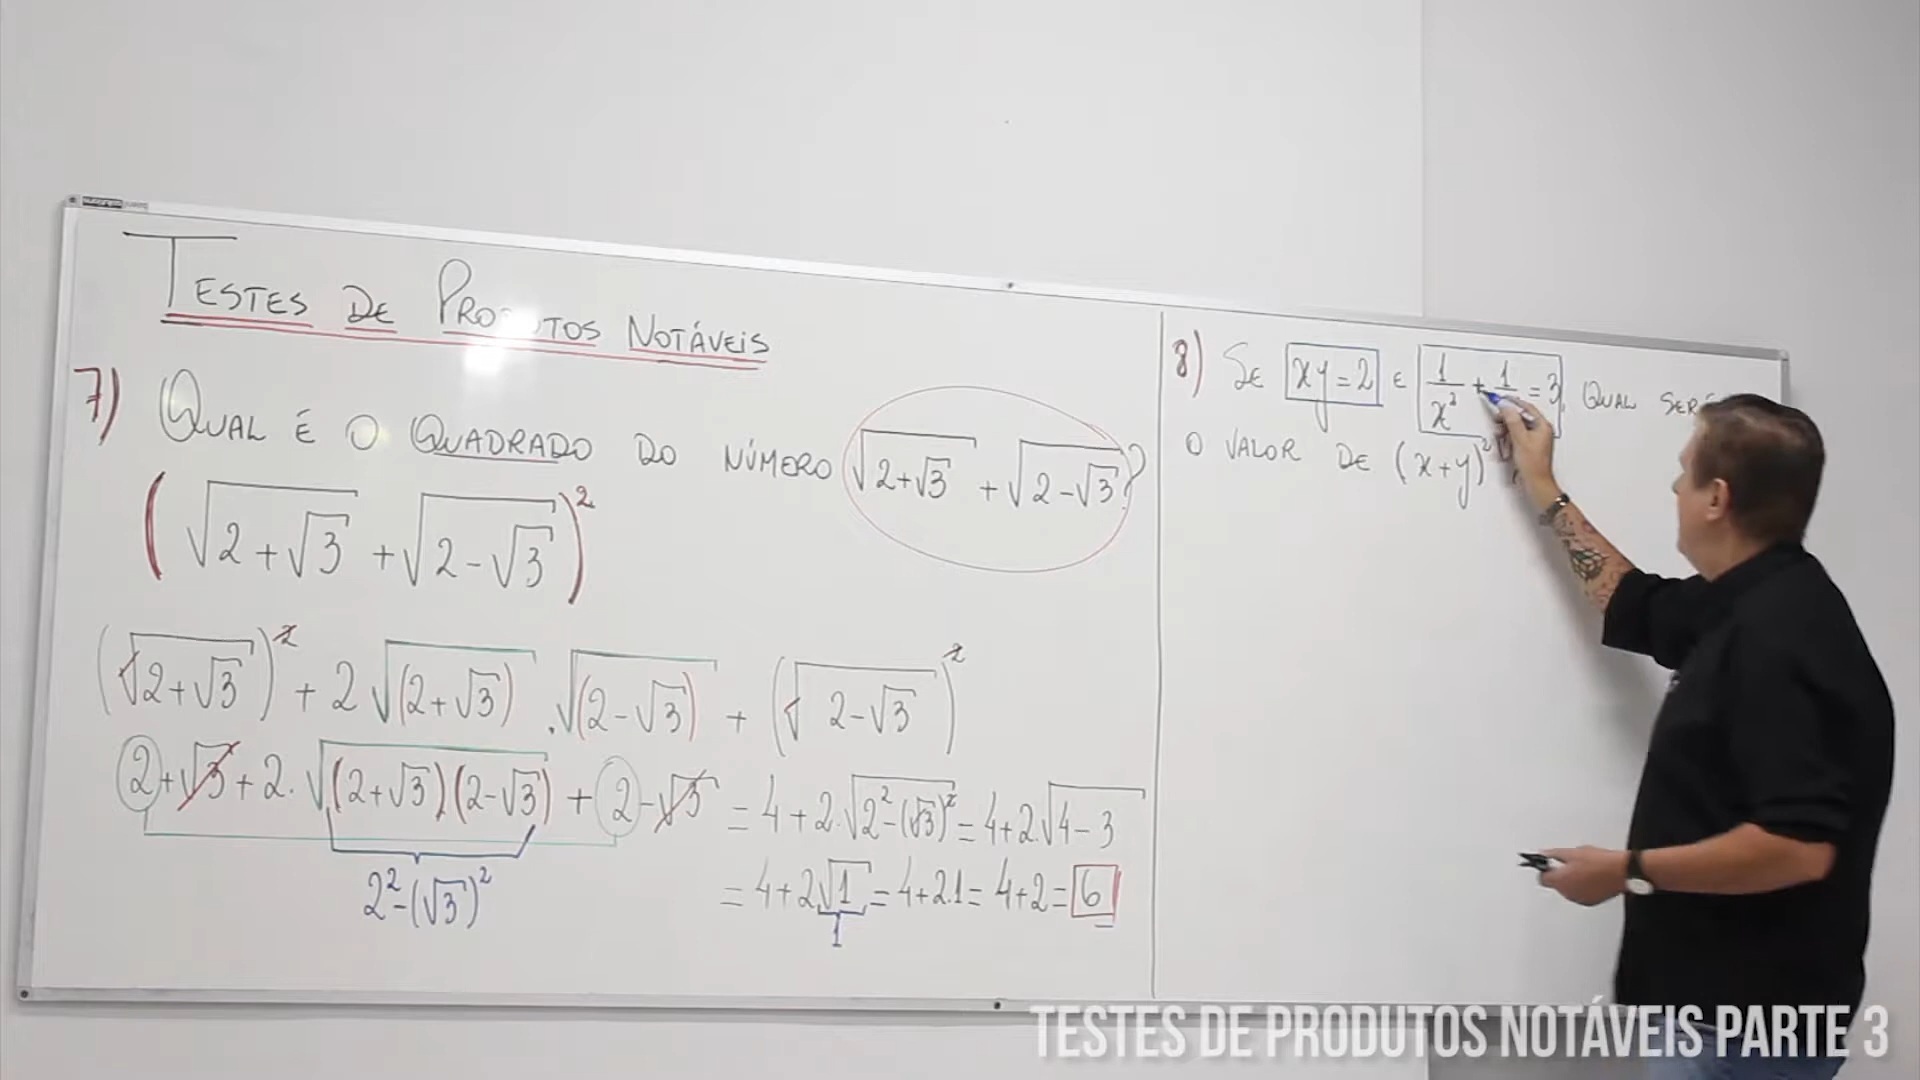 TESTES DE PRODUTOS NOTÁVEIS
7) QUAL É O QUADRADO DO NÚMERO √(2+√3) + √(2-√3)?
(√(2+√3) + √(2-√3))²
(√(2+√3))² + 2√((2+√3)) . √((2-√3)) + (√(2-√3))²
2+√3+2.√((2+√3)(2-√3)) + 2-√3 = 4+2.√(2²-(√3)²) = 4+2.√(4-3)
2²-(√3)²
= 4+2√1 = 4+2.1 = 4+2 = 6
1
8) SE xy=2 E 1/x² + 1 = 3, QUAL SERÁ
O VALOR DE (x+y)²
TESTES DE PRODUTOS NOTÁVEIS PARTE 3